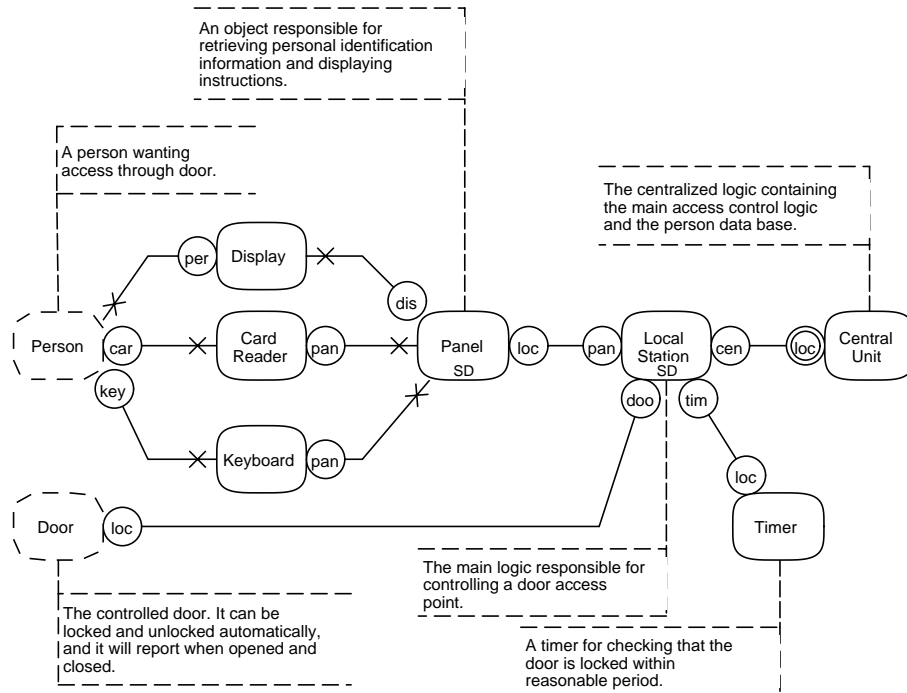 An object responsible for
retrieving personal identification
information and displaying
instructions.
A person wanting
access through door.
The centralized logic containing
the main access control logic
and the person data base.
per
Display
dis
Person
car
Card
Reader
pan
Panel
SD
loc
pan
Local
Station
SD
cen
loc
Central
Unit
key
doo
tim
Keyboard
pan
loc
Door
loc
Timer
The main logic responsible for
controlling a door access
point.
The controlled door. It can be
locked and unlocked automatically,
and it will report when opened and
closed.
A timer for checking that the
door is locked within
reasonable period.